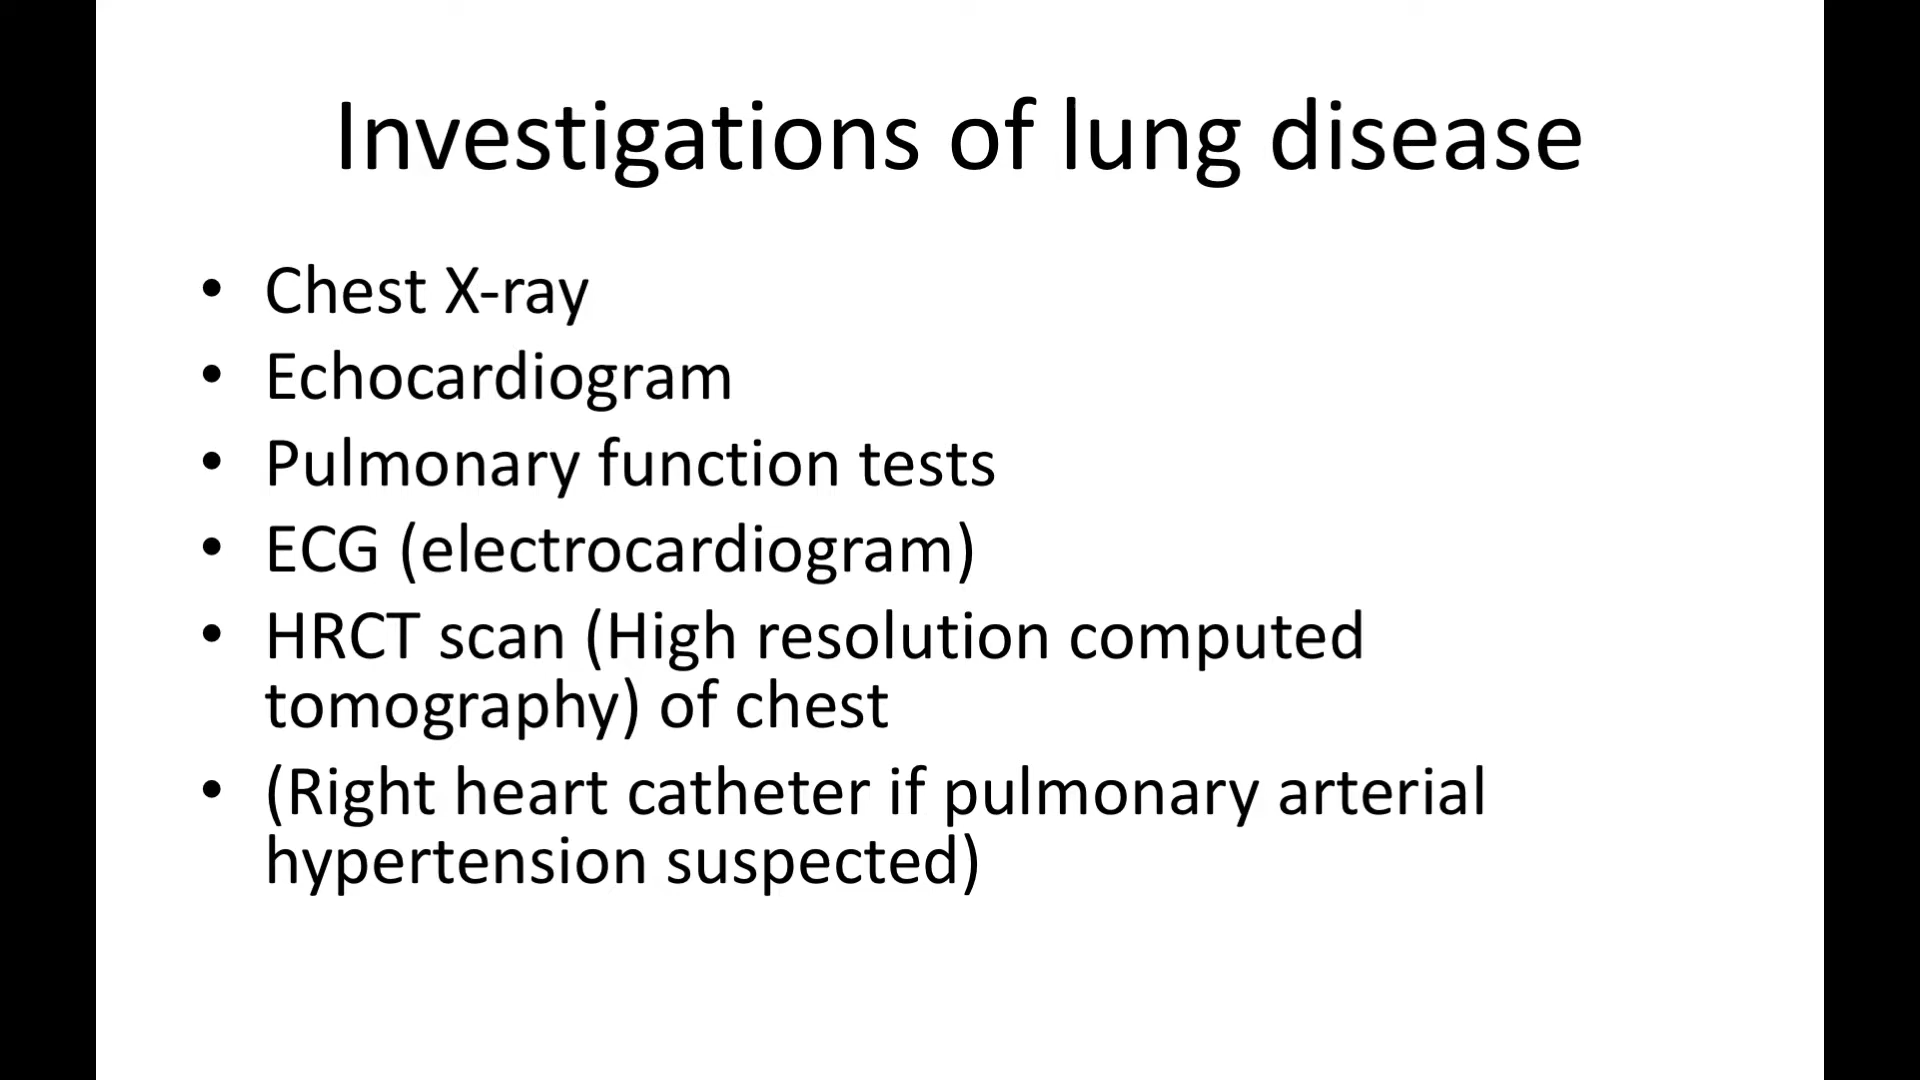 Investigations of lung disease
• Chest X-ray
• Echocardiogram
• Pulmonary function tests
• ECG (electrocardiogram)
• HRCT scan (High resolution computed
tomography) of chest
• (Right heart catheter if pulmonary arterial
hypertension suspected)